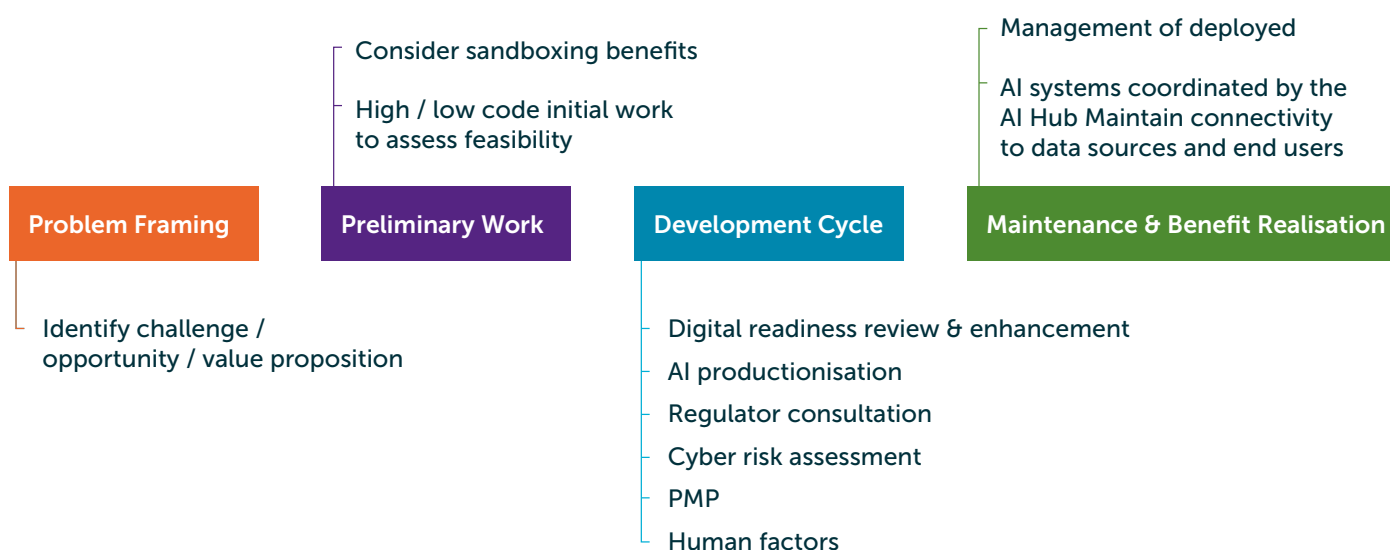 Management of deployed
AI systems coordinated by the
AI Hub Maintain connectivity
to data sources and end users
Consider sandboxing benefits
High / low code initial work
to assess feasibility
Problem Framing
Preliminary Work
Development Cycle
Maintenance & Benefit Realisation
Identify challenge /
opportunity / value proposition
Digital readiness review & enhancement
AI productionisation
Regulator consultation
Cyber risk assessment
PMP
Human factors